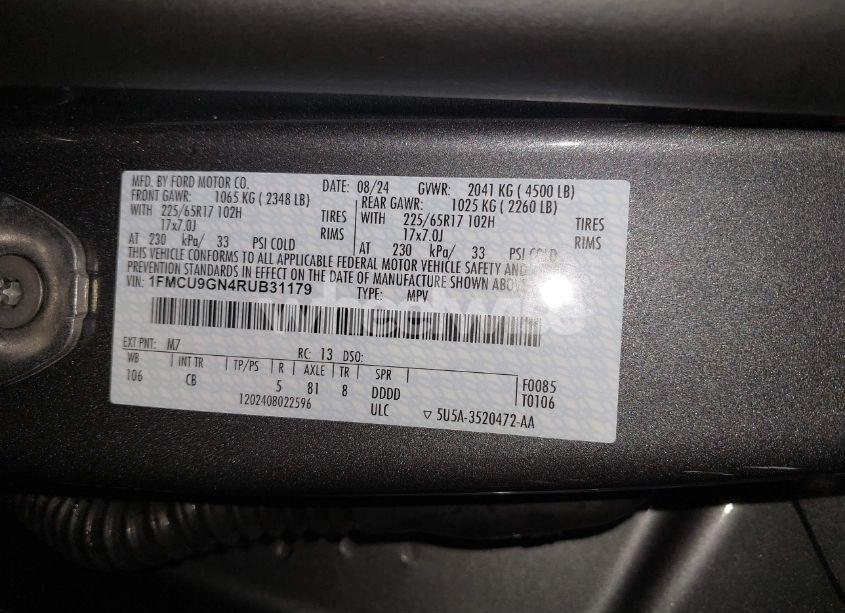 MFD. BY FORD MOTOR CO.
DATE: 08/24 GVWR: 2041 KG ( 4500 LB)
FRONT GAWR: 1065 KG ( 2348 LB)
WITH 225/65R17 102H TIRES
17x7.0J RIMS
AT 230 kPa/ 33 PSI COLD
REAR GAWR: 1025 KG ( 2260 LB)
WITH 225/65R17 102H TIRES
17x7.0J RIMS
AT 230 kPa/ 33 PSI COLD
THIS VEHICLE CONFORMS TO ALL APPLICABLE FEDERAL MOTOR VEHICLE SAFETY AND
PREVENTION STANDARDS IN EFFECT ON THE DATE OF MANUFACTURE SHOWN ABOVE.
VIN: 1FMCU9GN4RUB31179 TYPE: MPV
EXT PNT: M7 RC: 13 DSO:
WB INT TR TP/PS R AXLE TR SPR
106 CB 5 81 8 DDDD
1202408022596 ULC
F0085
T0106
▽ 5U5A-3520472-AA